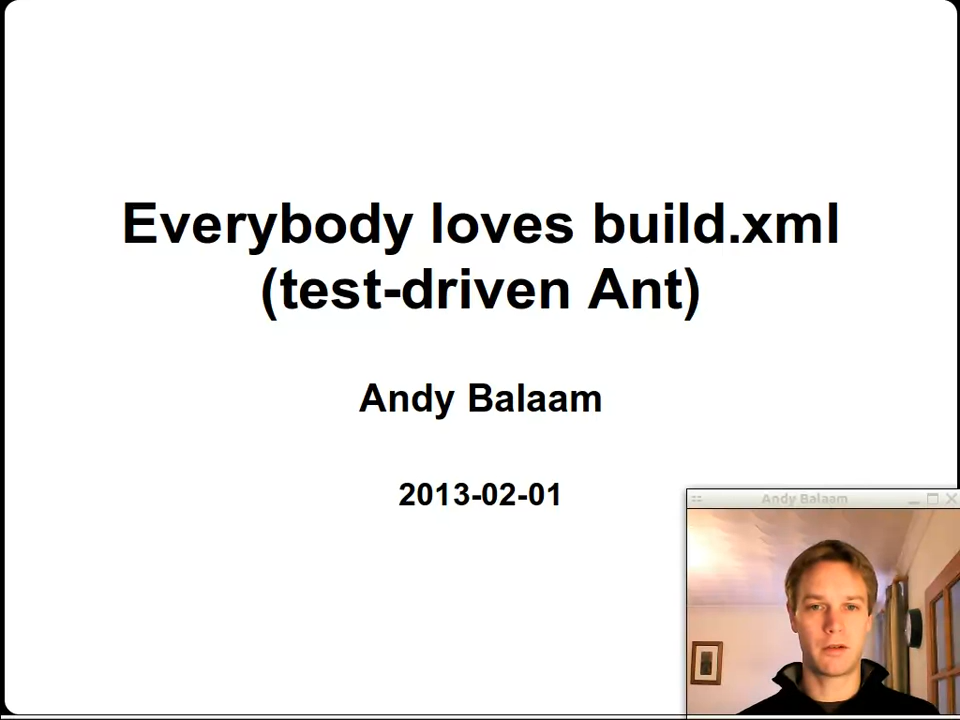 Everybody loves build.xml
(test-driven Ant)
Andy Balaam
2013-02-01
Andy Balaam